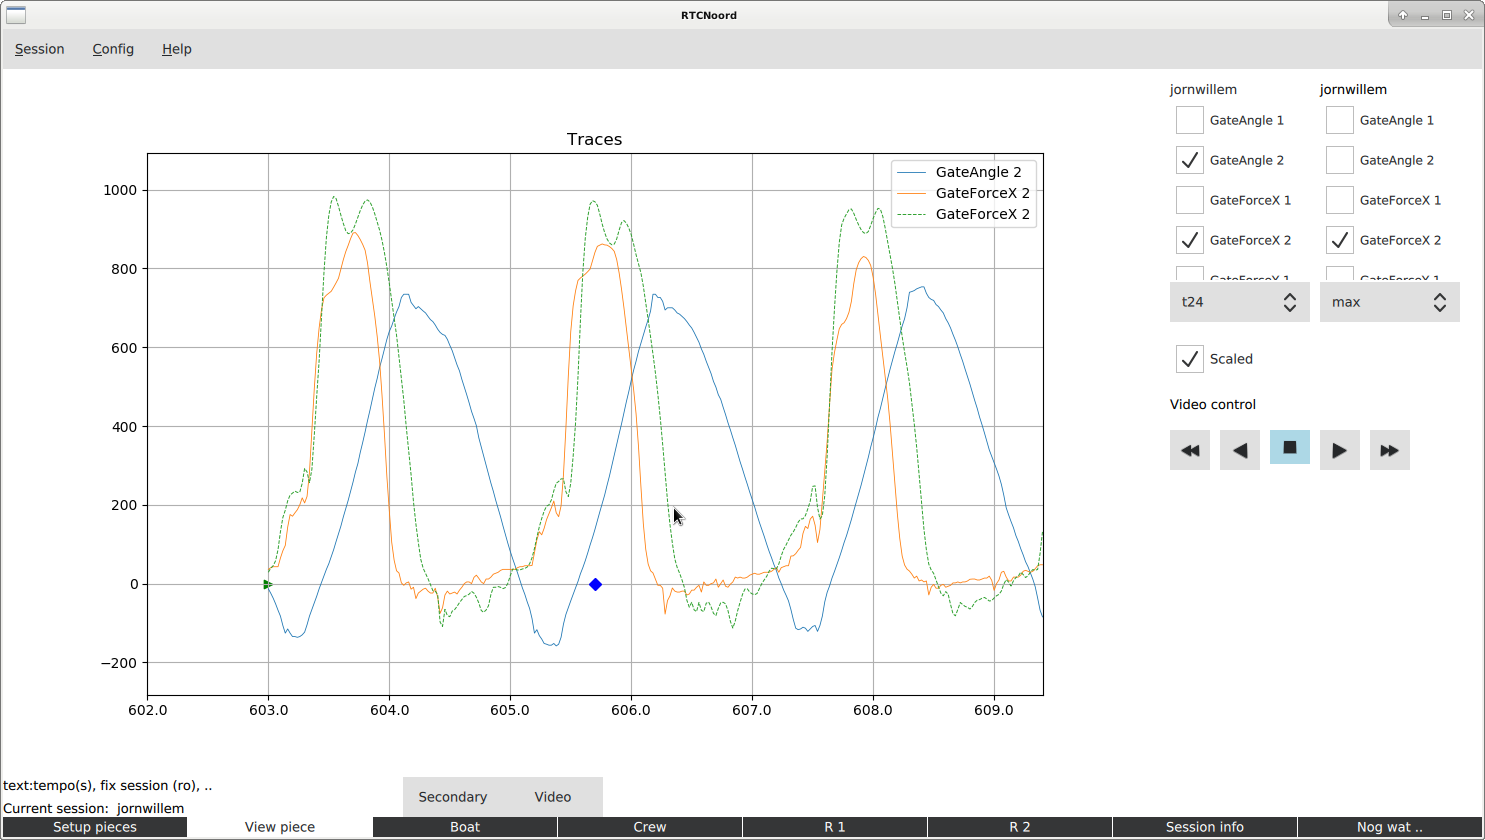 RTCNoord
Session Config Help
jornwillem jornwillem
GateAngle 1 GateAngle 1
GateAngle 2 GateAngle 2
GateForceX 1 GateForceX 1
GateForceX 2 GateForceX 2
GateForceY 1 GateForceY 1
t24 max
Scaled
Video control
Traces
GateAngle 2
GateForceX 2
GateForceX 2
1000
800
600
400
200
0
−200
602.0 603.0 604.0 605.0 606.0 607.0 608.0 609.0
text:tempo(s), fix session (ro), ..
Secondary Video
Current session: jornwillem
Setup pieces View piece Boat Crew R 1 R 2 Session info Nog wat ..